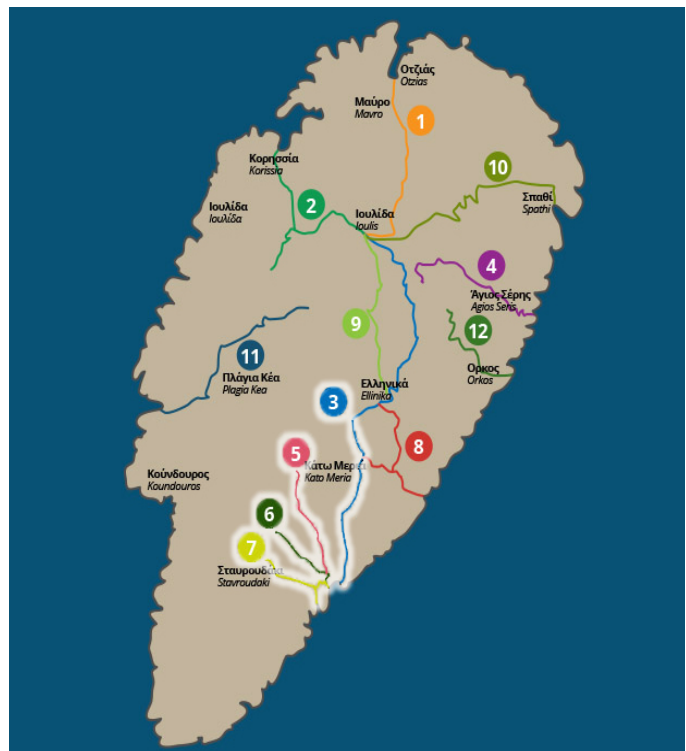 Οτζιάς
Otzias
Μαύρο
Mavro
1
Κορησσία
Korissia
10
Σπαθί
Spathi
Ιουλίδα
Ιουλίδα
2
Ιουλίδα
Ioulis
4
Άγιος Σέρης
Agios Seris
9
12
11
Πλάγια Κέα
Plagia Kea
Ορκος
Orkos
Ελληνικά
Ellinika
3
8
5
Κάτω Μεριά
Kato Meria
Κούνδουρος
Koundouros
6
7
Σταυρουδάκι
Stavroudaki